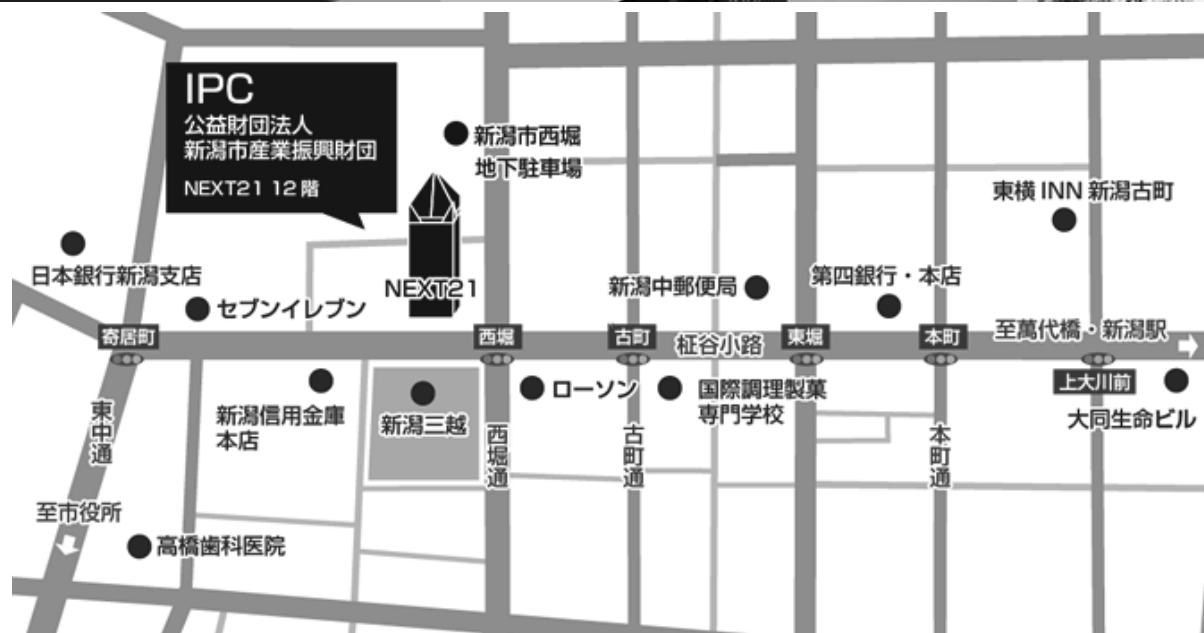 IPC
公益財団法人
新潟市産業振興財団
NEXT21 12階
新潟市西堀
地下駐車場
東横INN 新潟古町
日本銀行新潟支店
セブンイレブン
NEXT21
新潟中郵便局
第四銀行・本店
寄居町
西堀
古町
柾谷小路
東堀
本町
至萬代橋・新潟駅
上大川前
新潟信用金庫
本店
新潟三越
ローソン
国際調理製菓
専門学校
大同生命ビル
東中通
西堀通
古町通
本町通
至市役所
高橋歯科医院